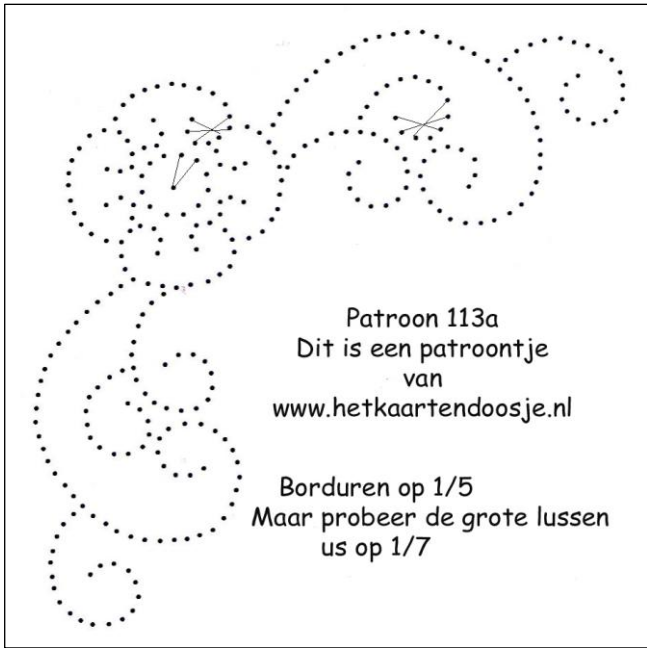 Patroon 113a
Dit is een patroontje
van
www.hetkaartendoosje.nl
Borduren op 1/5
Maar probeer de grote lussen
us op 1/7